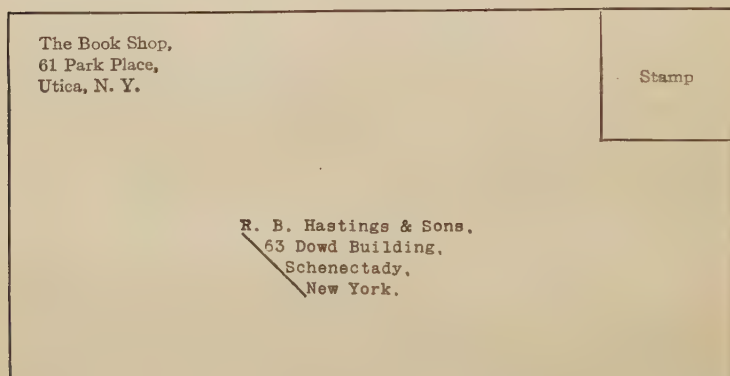 The Book Shop,
61 Park Place,
Utica, N. Y.
Stamp
R. B. Hastings & Sons,
63 Dowd Building,
Schenectady,
New York.